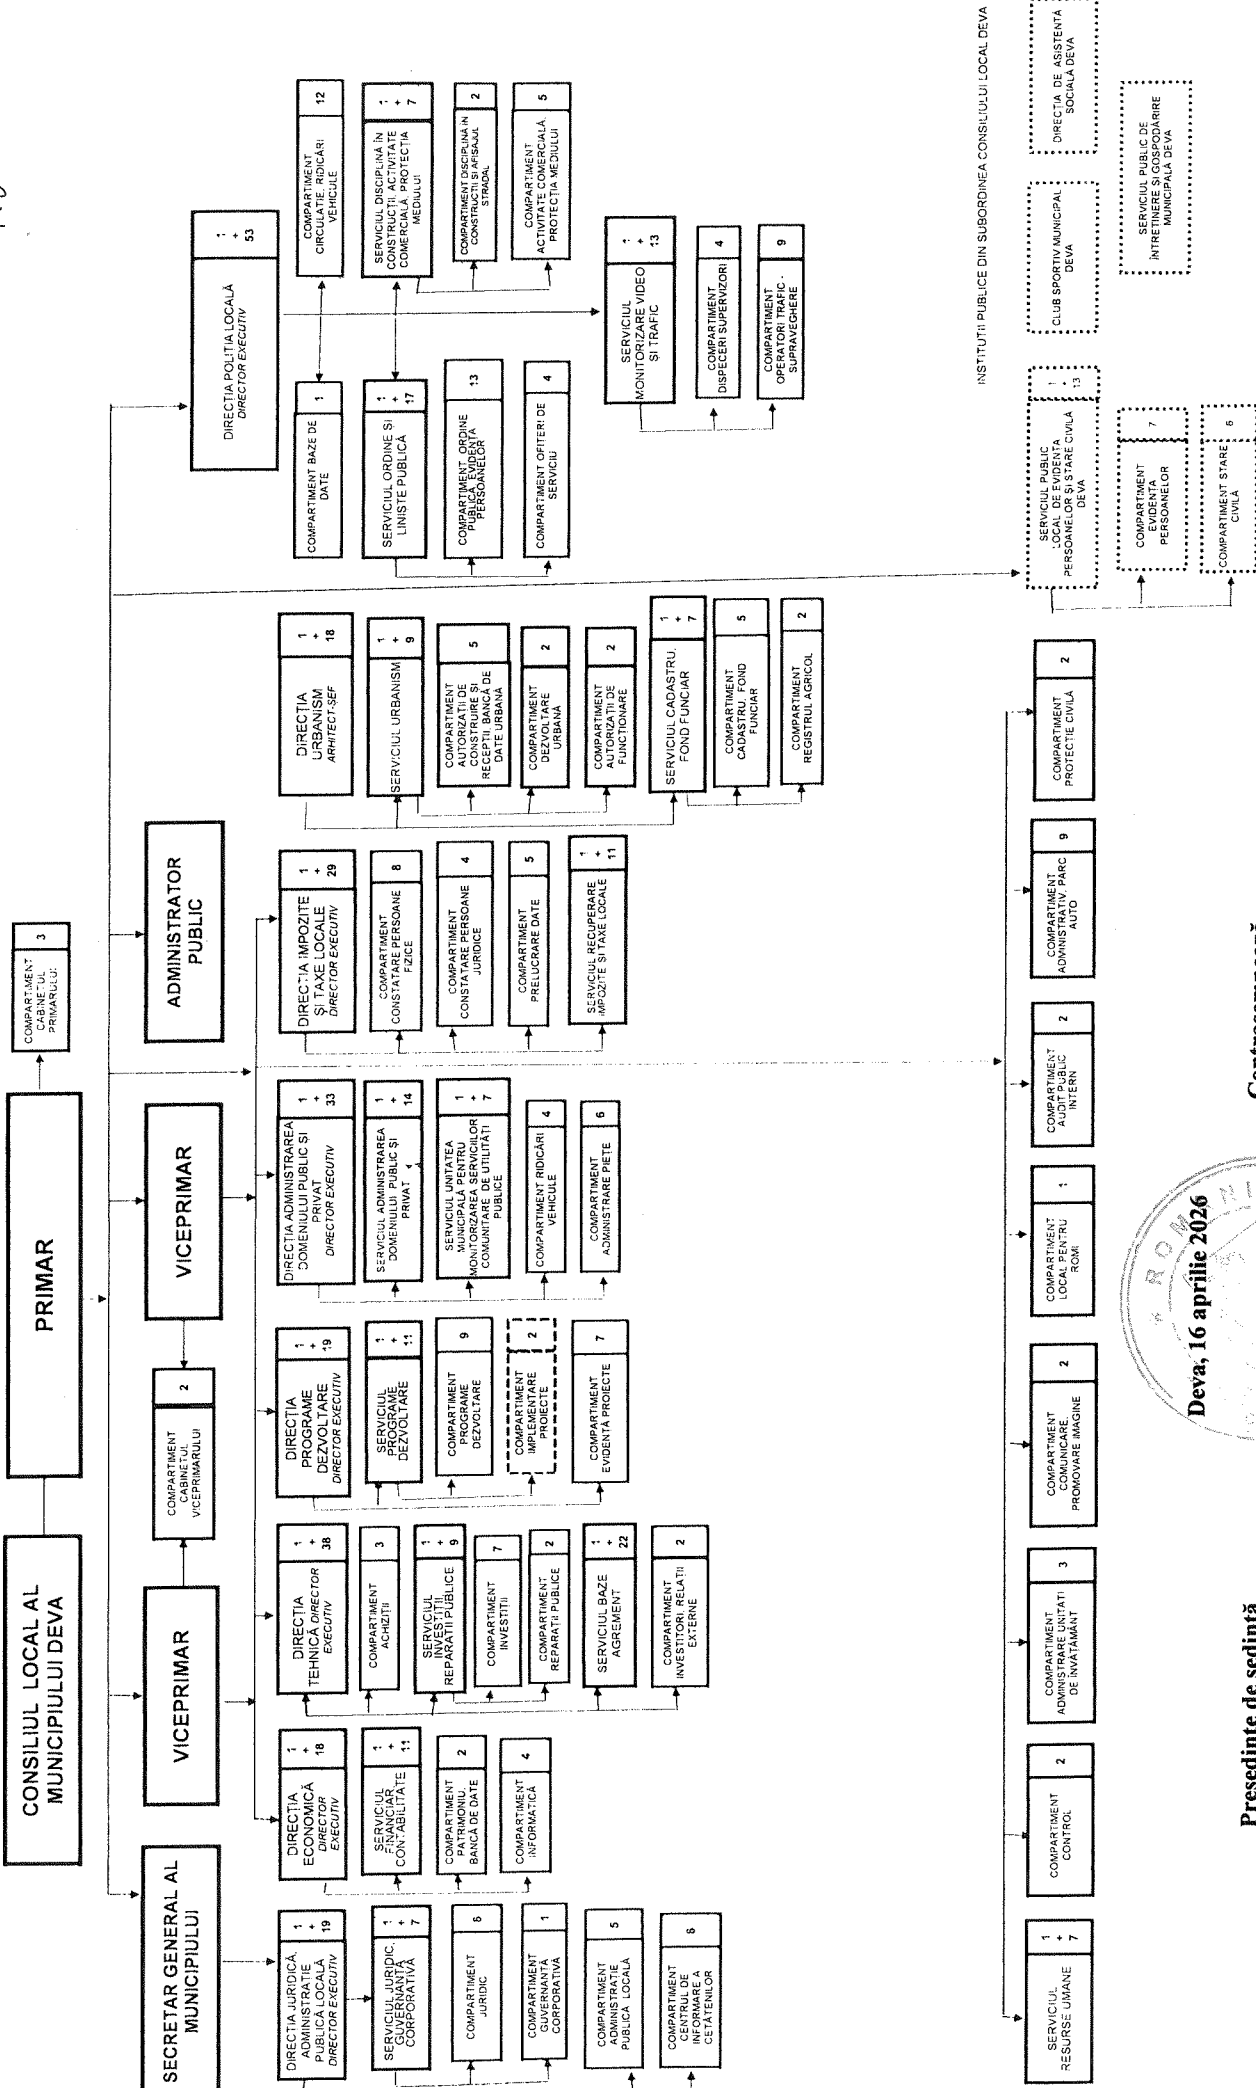 CONSILIUL LOCAL AL
MUNICIPIULUI DEVA
PRIMAR
COMPARTIMENT
CABINETUL
PRIMARULUI
3
SECRETAR GENERAL AL
MUNICIPIULUI
VICEPRIMAR
COMPARTIMENT
CABINETUL
VICEPRIMARULUI
2
VICEPRIMAR
ADMINISTRATOR
PUBLIC
DIRECȚIA POLIȚIA LOCALĂ
DIRECTOR EXECUTIV
1
+
53
DIRECȚIA JURIDICĂ,
ADMINISTRAȚIE
PUBLICĂ LOCALĂ
DIRECTOR EXECUTIV
1
+
19
SERVICIUL JURIDIC,
GUVERNANȚĂ
CORPORATIVĂ
1
+
7
COMPARTIMENT
JURIDIC
6
COMPARTIMENT
GUVERNANȚĂ
CORPORATIVĂ
1
COMPARTIMENT
ADMINISTRAȚIE
PUBLICĂ LOCALĂ
5
COMPARTIMENT
CENTRUL DE
INFORMARE A
CETĂȚENILOR
6
DIRECȚIA
ECONOMICĂ
DIRECTOR
EXECUTIV
1
+
18
SERVICIUL
FINANCIAR,
CONTABILITATE
1
+
11
COMPARTIMENT
PATRIMONIU,
BANCĂ DE DATE
2
COMPARTIMENT
INFORMATICĂ
4
DIRECȚIA
TEHNICĂ DIRECTOR
EXECUTIV
1
+
38
COMPARTIMENT
ACHIZIȚII
3
SERVICIUL
INVESTIȚII,
REPARAȚII PUBLICE
1
+
9
COMPARTIMENT
INVESTIȚII
7
COMPARTIMENT
REPARAȚII PUBLICE
2
SERVICIUL BAZE
AGREMENT
1
+
22
COMPARTIMENT
INVESTITORI, RELAȚII
EXTERNE
2
DIRECȚIA
PROGRAME
DEZVOLTARE
DIRECTOR EXECUTIV
1
+
19
SERVICIUL
PROGRAME
DEZVOLTARE
1
+
11
COMPARTIMENT
PROGRAME
DEZVOLTARE
9
COMPARTIMENT
IMPLEMENTARE
PROIECTE
2
COMPARTIMENT
EVIDENȚĂ PROIECTE
7
DIRECȚIA ADMINISTRAREA
DOMENIULUI PUBLIC ȘI
PRIVAT
DIRECTOR EXECUTIV
1
+
33
SERVICIUL ADMINISTRAREA
DOMENIULUI PUBLIC ȘI
PRIVAT
1
+
14
SERVICIUL UNITATEA
MUNICIPALĂ PENTRU
MONITORIZAREA SERVICIILOR
COMUNITARE DE UTILITĂȚI
PUBLICE
1
+
7
COMPARTIMENT RIDICĂRI
VEHICULE
4
COMPARTIMENT
ADMINISTRARE PIEȚE
6
DIRECȚIA IMPOZITE
ȘI TAXE LOCALE
DIRECTOR EXECUTIV
1
+
29
COMPARTIMENT
CONSTATARE PERSOANE
FIZICE
8
COMPARTIMENT
CONSTATARE PERSOANE
JURIDICE
4
COMPARTIMENT
PRELUCRARE DATE
5
SERVICIUL RECUPERARE
IMPOZITE ȘI TAXE LOCALE
1
+
11
DIRECȚIA
URBANISM
ARHITECT-ȘEF
1
+
18
SERVICIUL URBANISM
1
+
9
COMPARTIMENT
AUTORIZAȚII DE
CONSTRUIRE ȘI
RECEPȚII, BANCĂ DE
DATE URBANĂ
5
COMPARTIMENT
DEZVOLTARE
URBANĂ
2
COMPARTIMENT
AUTORIZAȚII DE
FUNCȚIONARE
2
SERVICIUL CADASTRU,
FOND FUNCIAR
1
+
7
COMPARTIMENT
CADASTRU, FOND
FUNCIAR
5
COMPARTIMENT
REGISTRUL AGRICOL
2
COMPARTIMENT BAZE DE
DATE
1
SERVICIUL ORDINE ȘI
LINIȘTE PUBLICĂ
1
+
17
COMPARTIMENT ORDINE
PUBLICĂ, EVIDENȚA
PERSOANELOR
13
COMPARTIMENT OFIȚERI DE
SERVICIU
4
COMPARTIMENT
CIRCULAȚIE, RIDICĂRI
VEHICULE
12
SERVICIUL DISCIPLINĂ ÎN
CONSTRUCȚII, ACTIVITATE
COMERCIALĂ, PROTECȚIA
MEDIULUI
1
+
7
COMPARTIMENT DISCIPLINĂ ÎN
CONSTRUCȚII ȘI AFIȘAJUL
STRADAL
2
COMPARTIMENT
ACTIVITATE COMERCIALĂ,
PROTECȚIA MEDIULUI
5
SERVICIUL
MONITORIZARE VIDEO
ȘI TRAFIC
1
+
13
COMPARTIMENT
DISPECERI SUPERVIZORI
4
COMPARTIMENT
OPERATORI TRAFIC -
SUPRAVEGHERE
9
SERVICIUL
RESURSE UMANE
1
+
7
COMPARTIMENT
CONTROL
2
COMPARTIMENT
ADMINISTRARE UNITĂȚI
DE ÎNVĂȚĂMÂNT
3
COMPARTIMENT
COMUNICARE,
PROMOVARE IMAGINE
2
COMPARTIMENT
LOCAL PENTRU
ROMI
1
COMPARTIMENT
AUDIT PUBLIC
INTERN
2
COMPARTIMENT
ADMINISTRATIV, PARC
AUTO
9
COMPARTIMENT
PROTECȚIE CIVILĂ
2
INSTITUȚII PUBLICE DIN SUBORDINEA CONSILIULUI LOCAL DEVA
SERVICIUL PUBLIC
LOCAL DE EVIDENȚA
PERSOANELOR ȘI STARE CIVILĂ
DEVA
1
+
13
COMPARTIMENT
EVIDENȚA
PERSOANELOR
7
COMPARTIMENT STARE
CIVILĂ
6
CLUB SPORTIV MUNICIPAL
DEVA
DIRECȚIA DE ASISTENȚĂ
SOCIALĂ DEVA
SERVICIUL PUBLIC DE
ÎNTREȚINERE ȘI GOSPODĂRIRE
MUNICIPALĂ DEVA
Deva, 16 aprilie 2026
Președinte de ședință
Contrasemnează